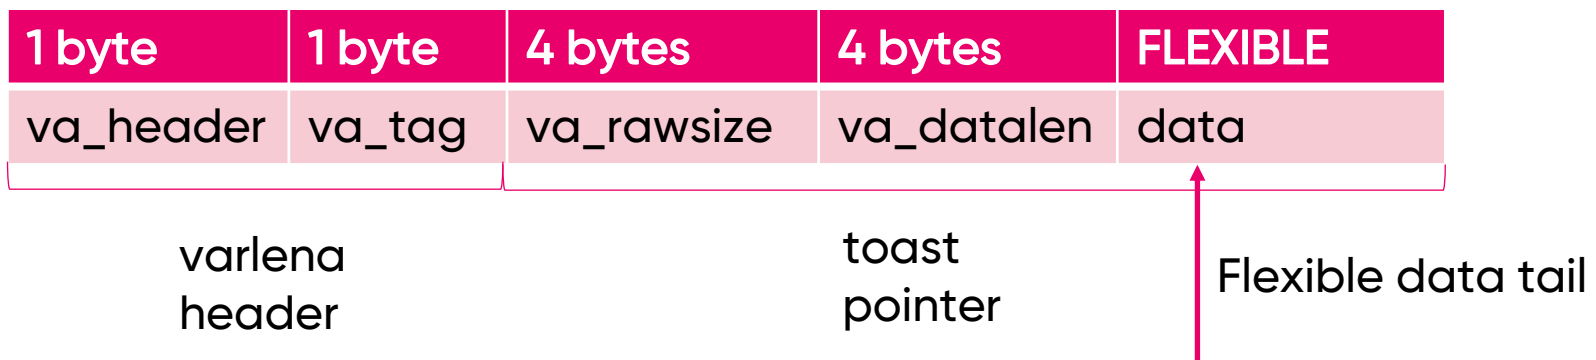 1 byte 1 byte 4 bytes 4 bytes FLEXIBLE
va_header va_tag va_rawsize va_datalen data
varlena
header
toast
pointer
Flexible data tail